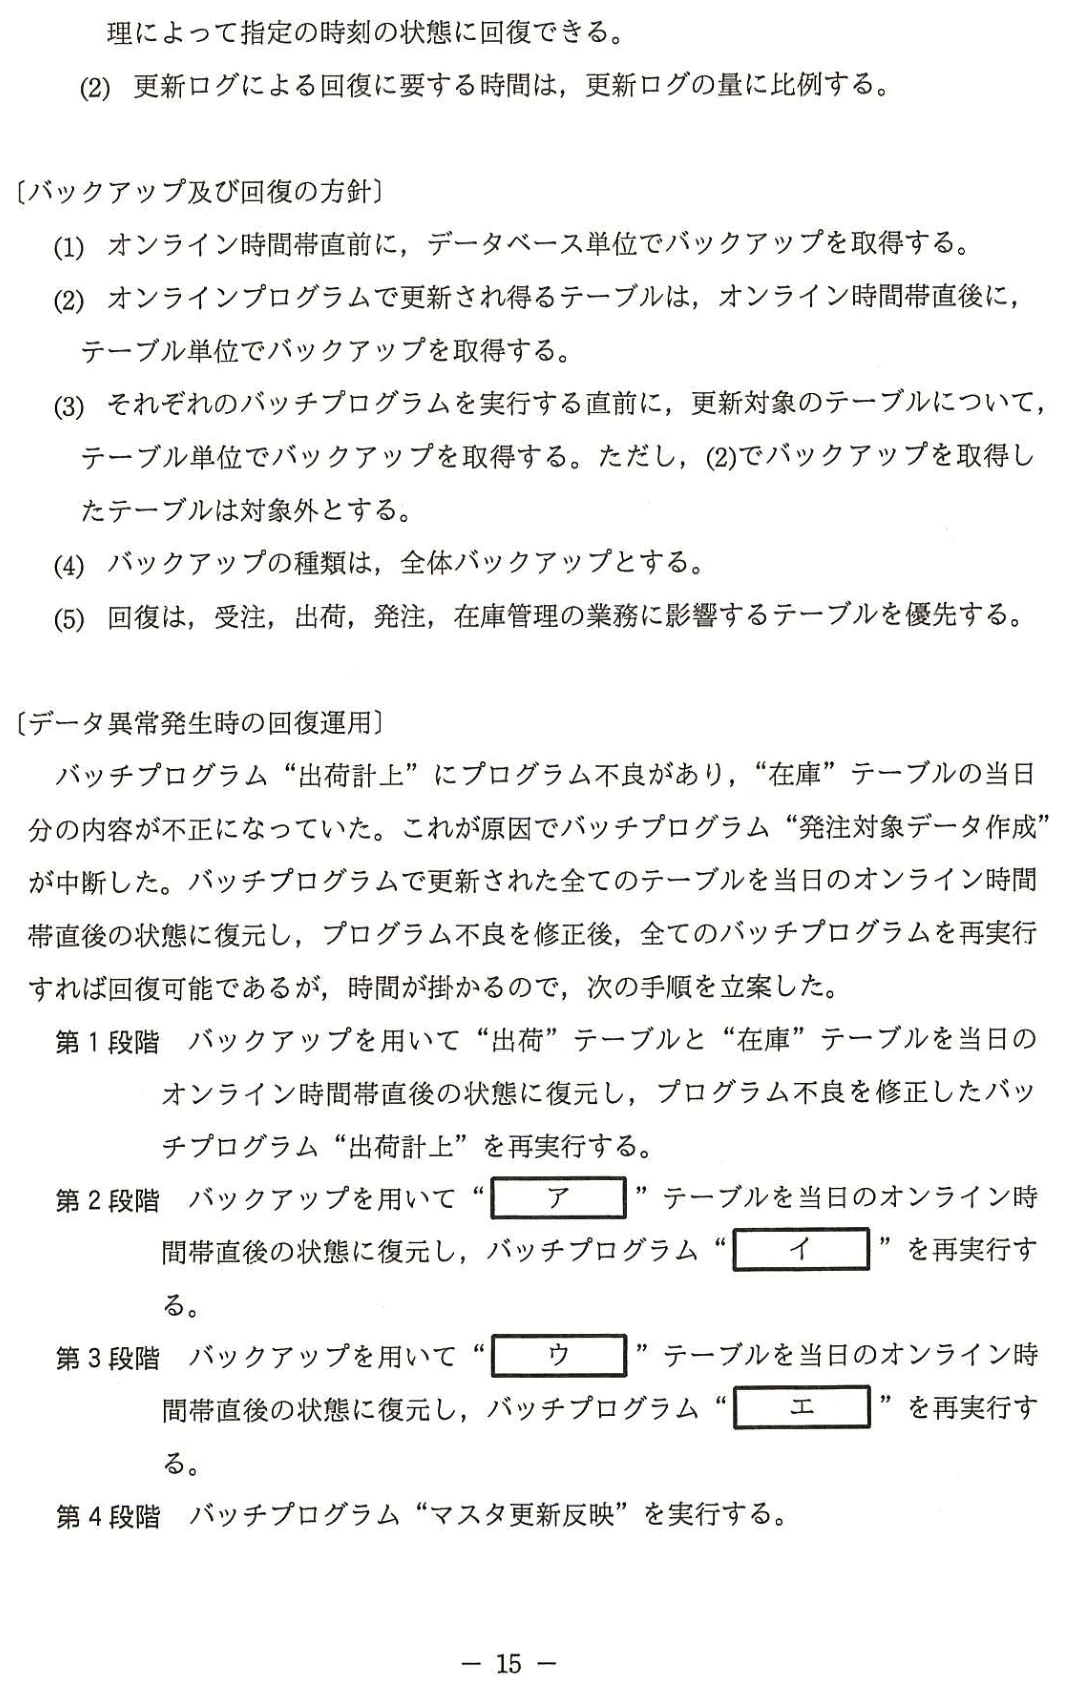 理によって指定の時刻の状態に回復できる。
(2) 更新ログによる回復に要する時間は，更新ログの量に比例する。
〔バックアップ及び回復の方針〕
(1) オンライン時間帯直前に，データベース単位でバックアップを取得する。
(2) オンラインプログラムで更新され得るテーブルは，オンライン時間帯直後に，
テーブル単位でバックアップを取得する。
(3) それぞれのバッチプログラムを実行する直前に，更新対象のテーブルについて，
テーブル単位でバックアップを取得する。ただし，(2)でバックアップを取得し
たテーブルは対象外とする。
(4) バックアップの種類は，全体バックアップとする。
(5) 回復は，受注，出荷，発注，在庫管理の業務に影響するテーブルを優先する。
〔データ異常発生時の回復運用〕
バッチプログラム“出荷計上”にプログラム不良があり，“在庫”テーブルの当日
分の内容が不正になっていた。これが原因でバッチプログラム“発注対象データ作成”
が中断した。バッチプログラムで更新された全てのテーブルを当日のオンライン時間
帯直後の状態に復元し，プログラム不良を修正後，全てのバッチプログラムを再実行
すれば回復可能であるが，時間が掛かるので，次の手順を立案した。
第1段階 バックアップを用いて“出荷”テーブルと“在庫”テーブルを当日の
オンライン時間帯直後の状態に復元し，プログラム不良を修正したバッ
チプログラム“出荷計上”を再実行する。
第2段階 バックアップを用いて“ ア ”テーブルを当日のオンライン時
間帯直後の状態に復元し，バッチプログラム“ イ ”を再実行す
る。
第3段階 バックアップを用いて“ ウ ”テーブルを当日のオンライン時
間帯直後の状態に復元し，バッチプログラム“ エ ”を再実行す
る。
第4段階 バッチプログラム“マスタ更新反映”を実行する。
― 15 ―